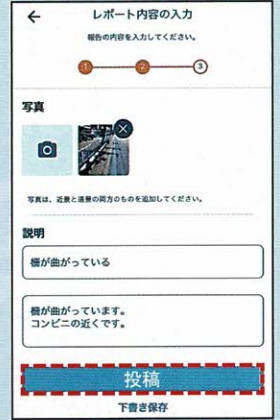 レポート内容の入力
報告の内容を入力してください。
1 2 3
写真
写真は、近景と遠景の両方のものを追加してください。
説明
柵が曲がっている
柵が曲がっています。
コンビニの近くです。
投稿
下書き保存